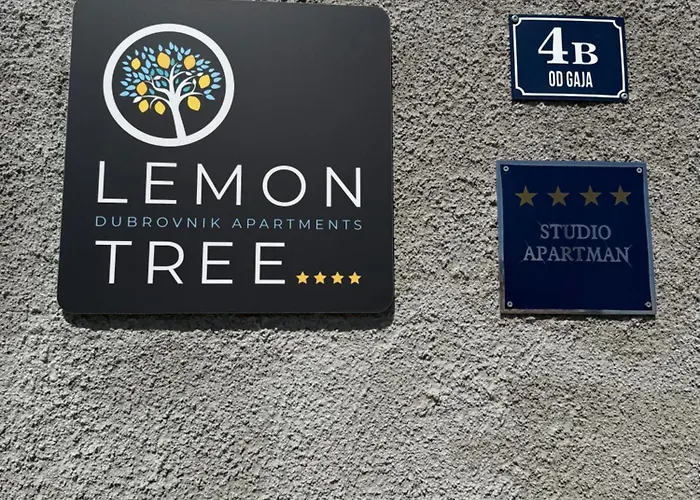 LEMON
DUBROVNIK APARTMENTS
TREE
4B
OD GAJA
STUDIO
APARTMAN